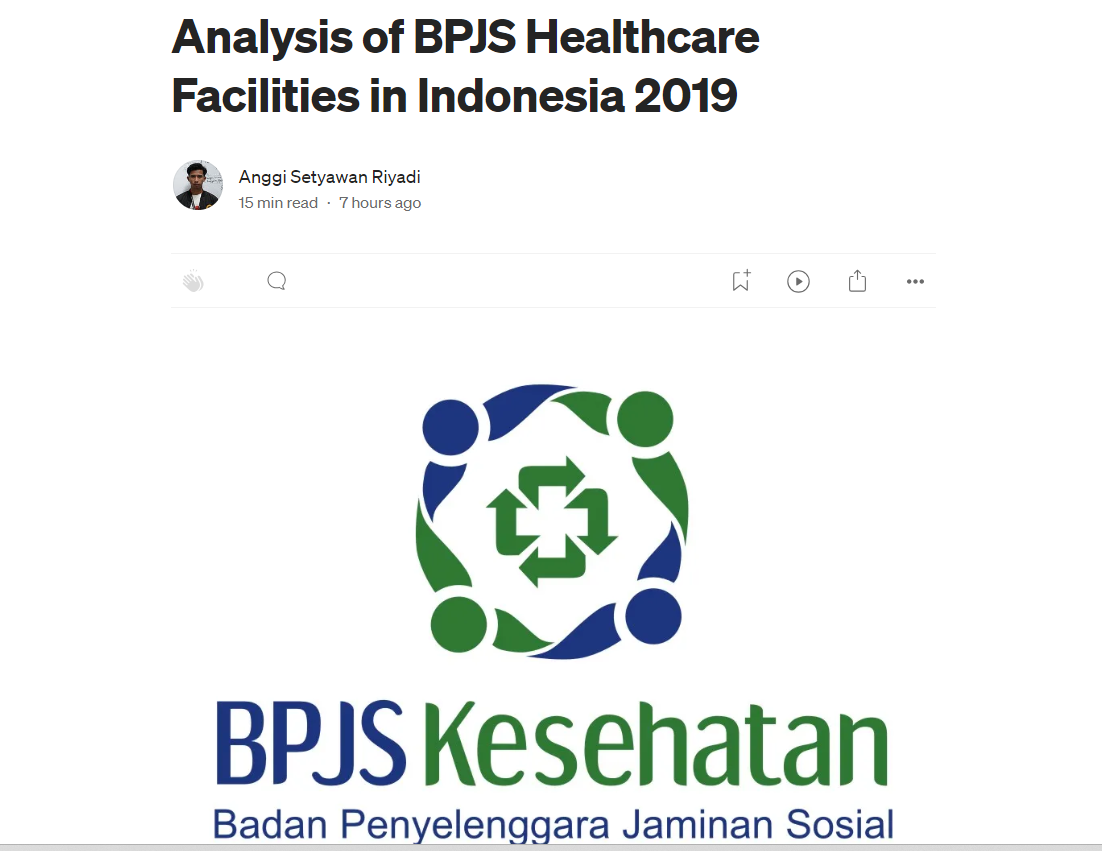 Analysis of BPJS Healthcare
Facilities in Indonesia 2019
Anggi Setyawan Riyadi
15 min read · 7 hours ago
BPJS Kesehatan
Badan Penyelenggara Jaminan Sosial